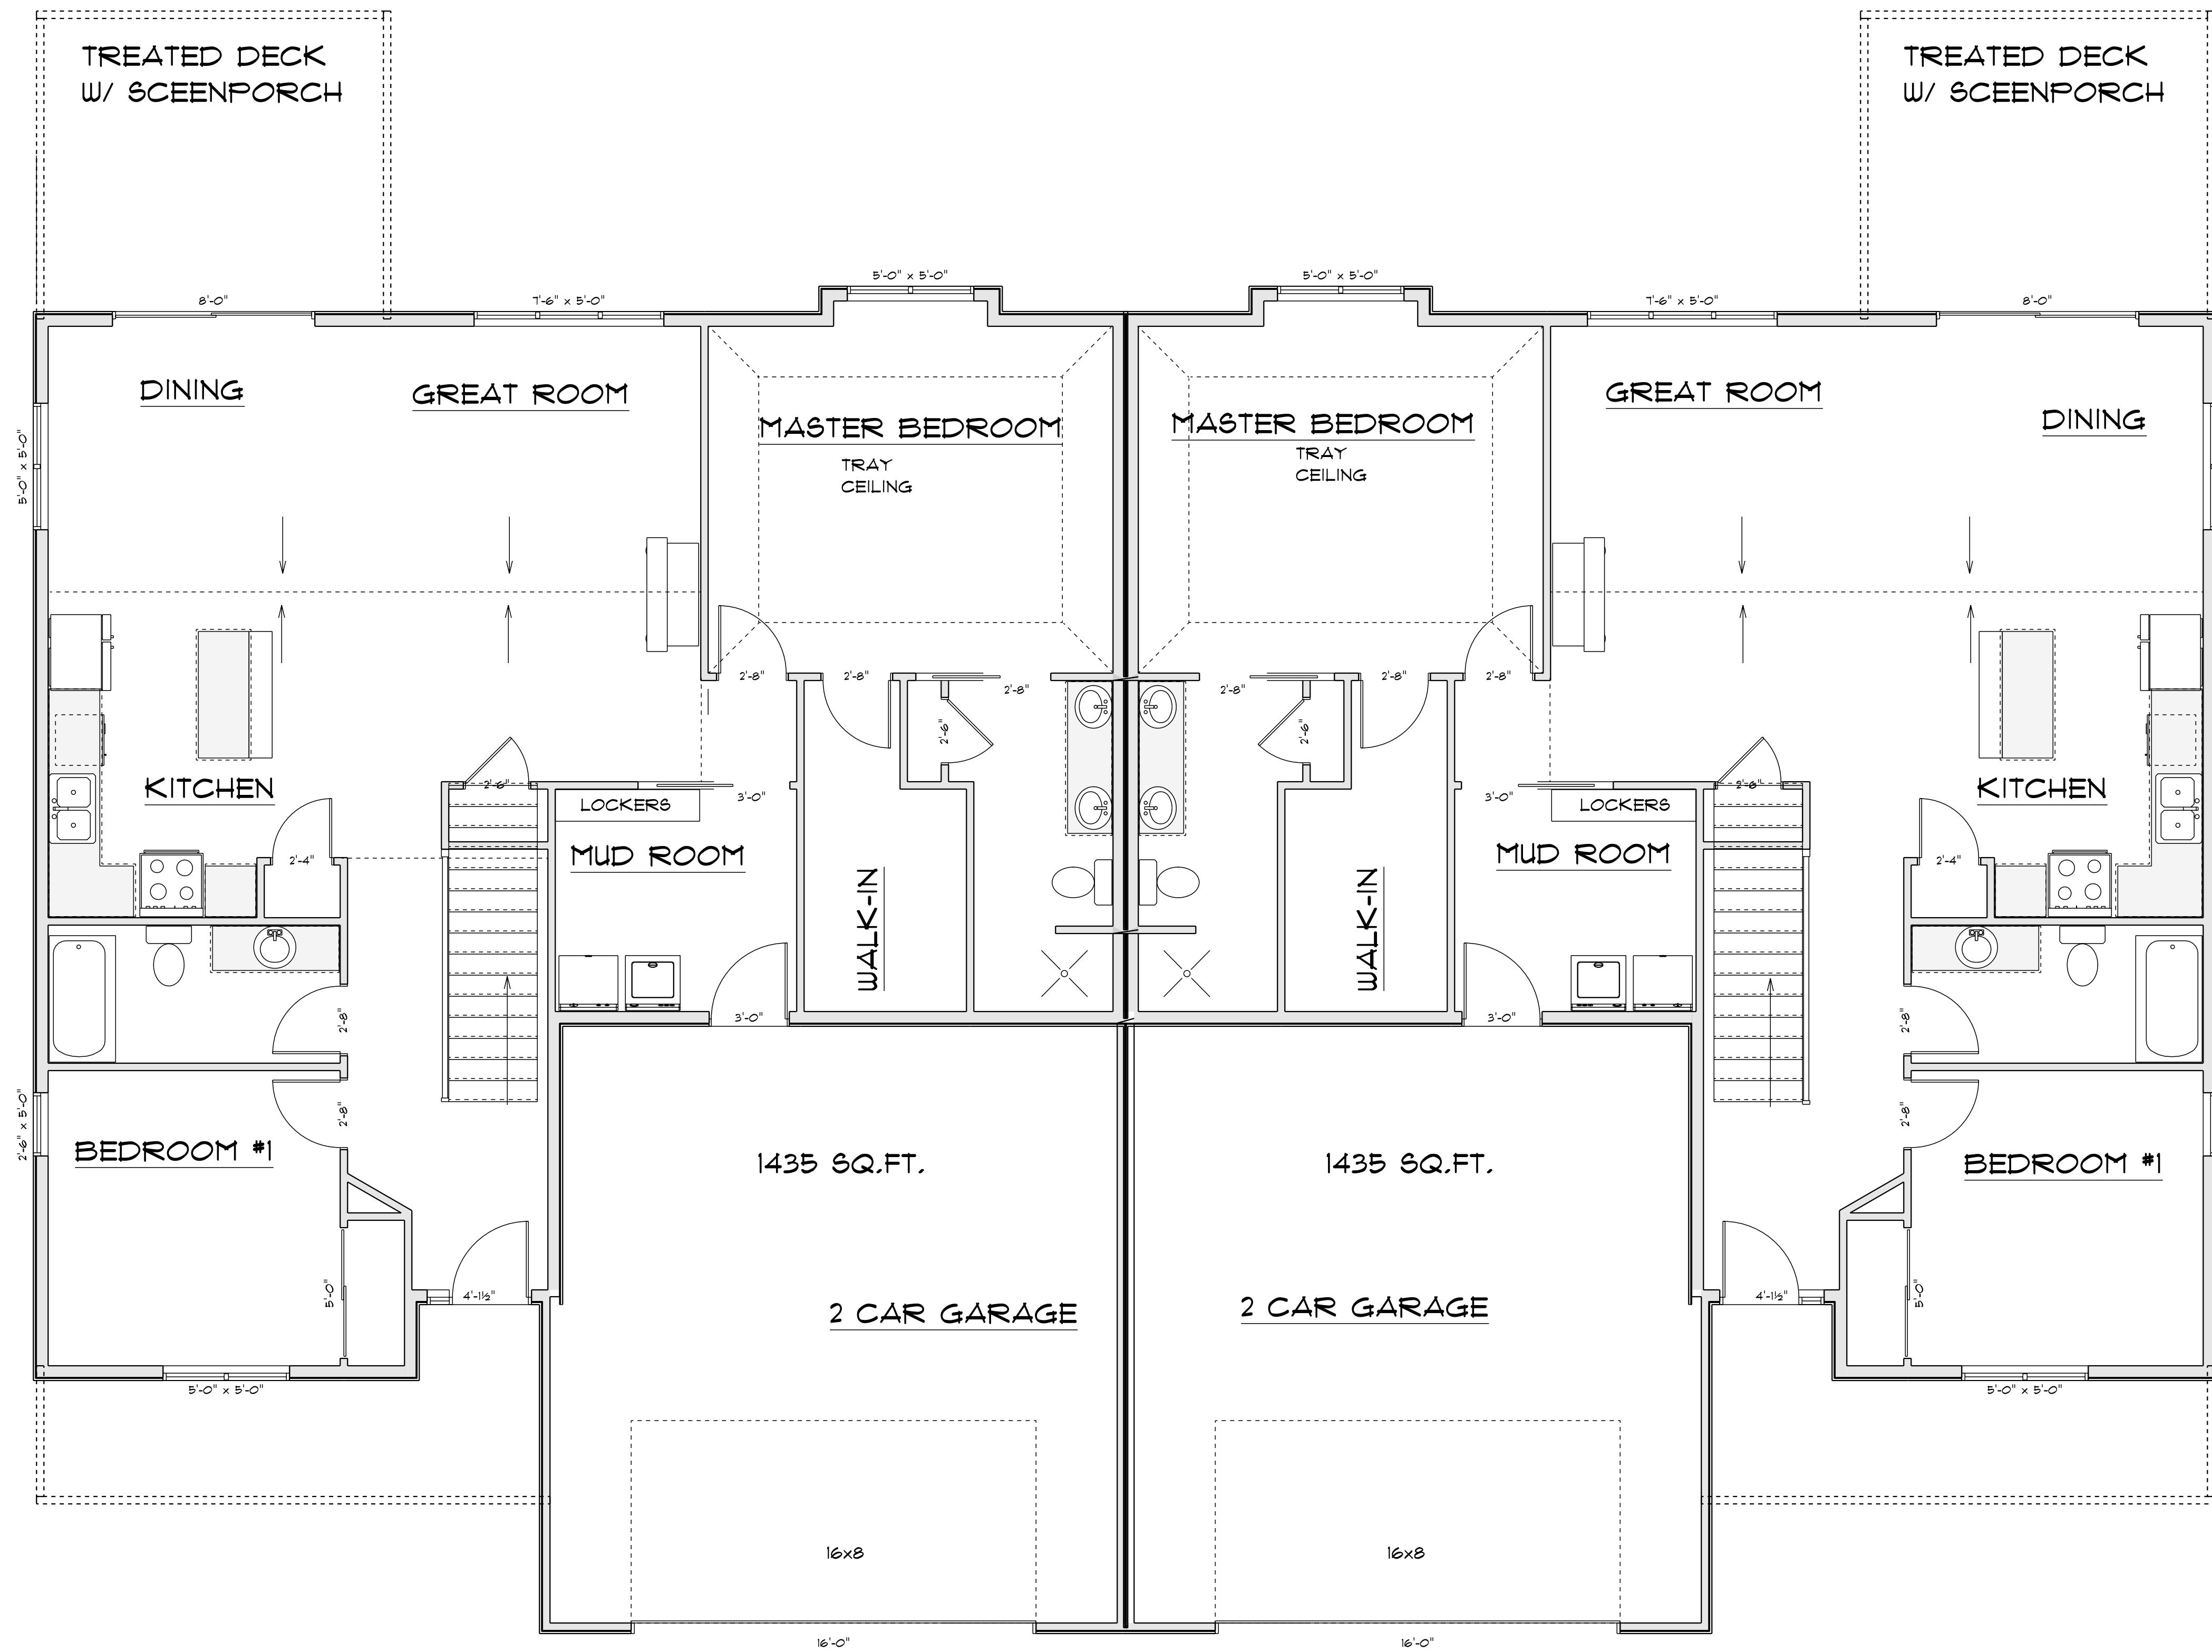 TREATED DECK
W/ SCEENPORCH
TREATED DECK
W/ SCEENPORCH
5'-0" x 5'-0"
5'-0" x 5'-0"
8'-0"
7'-6" x 5'-0"
7'-6" x 5'-0"
8'-0"
DINING
GREAT ROOM
MASTER BEDROOM
TRAY
CEILING
MASTER BEDROOM
TRAY
CEILING
GREAT ROOM
DINING
5'-0" x 5'-0"
2'-8"
2'-8"
2'-8"
2'-8"
2'-8"
2'-8"
2'-6"
2'-6"
KITCHEN
2'-6"
3'-0"
3'-0"
2'-6"
KITCHEN
LOCKERS
LOCKERS
MUD ROOM
MUD ROOM
2'-4"
2'-4"
WALK-IN
WALK-IN
2'-8"
3'-0"
3'-0"
2'-8"
2'-8"
2'-8"
2'-6" x 5'-0"
BEDROOM #1
1435 SQ.FT.
1435 SQ.FT.
BEDROOM #1
5'-0"
4'-1½"
2 CAR GARAGE
2 CAR GARAGE
4'-1½"
5'-0"
5'-0" x 5'-0"
5'-0" x 5'-0"
16x8
16x8
16'-0"
16'-0"